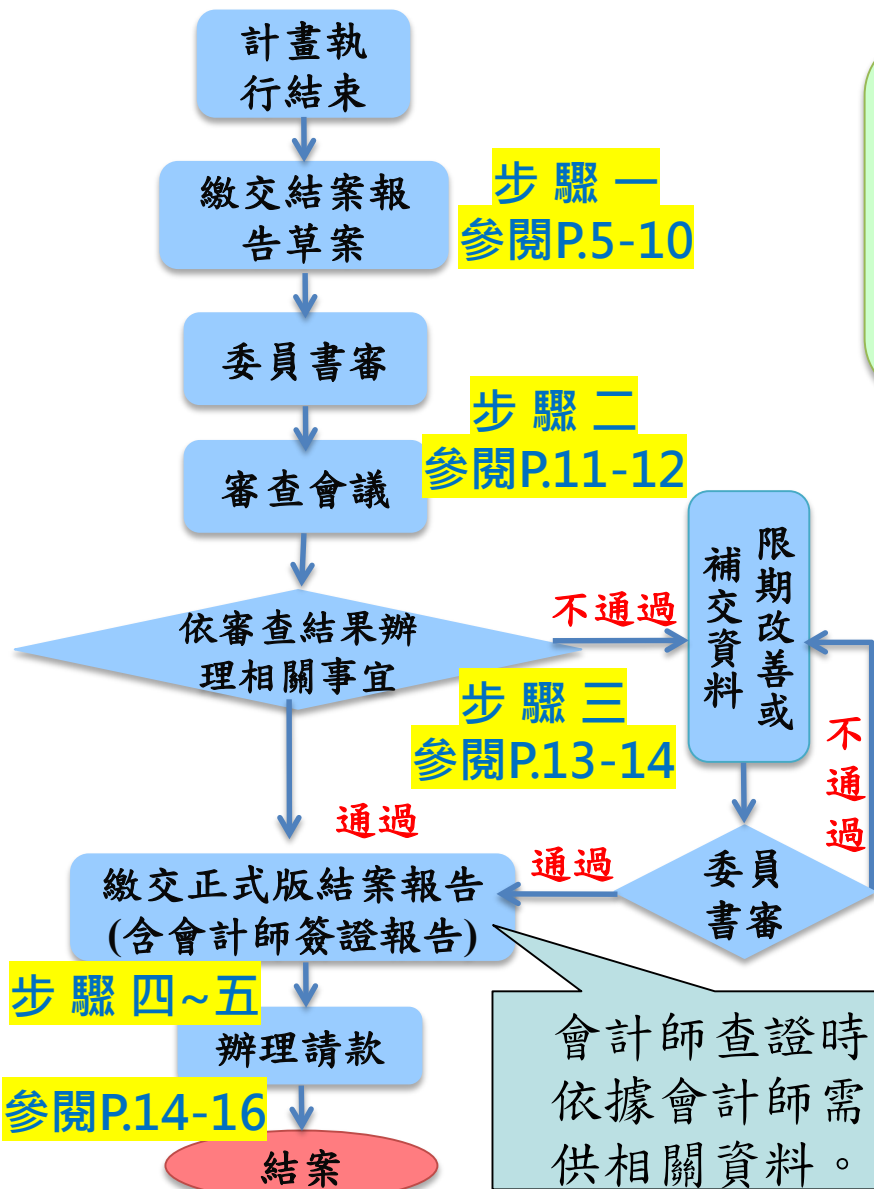 計畫執
行結束
繳交結案報
告草案
步 驟 一
參閱P.5-10
委員書審
步 驟 二
參閱P.11-12
審查會議
限期改善或
補交資料
依審查結果辦
理相關事宜
不通過
步 驟 三
參閱P.13-14
不通過
通過
繳交正式版結案報告
(含會計師簽證報告)
通過
委員
書審
步 驟 四~五
辦理請款
參閱P.14-16
結案
會計師查證時
依據會計師需
供相關資料。